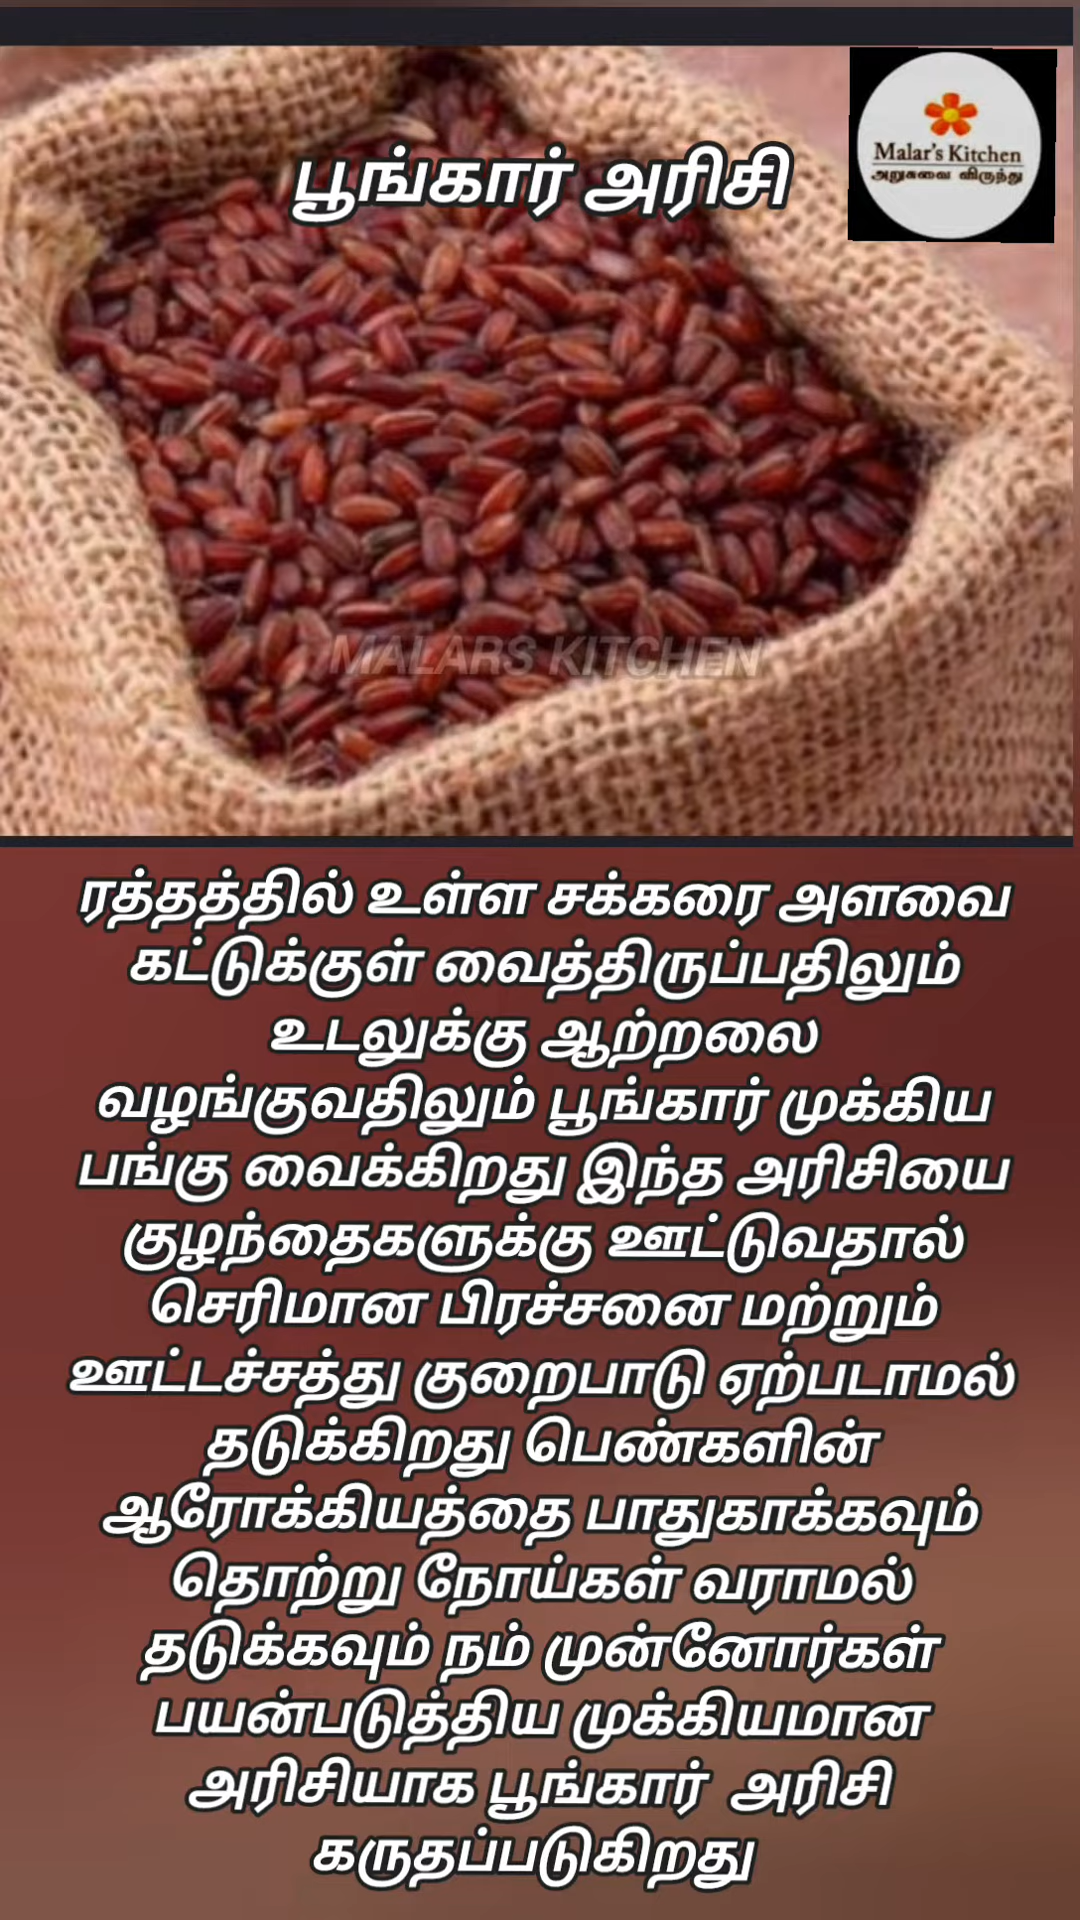 பூங்கார் அரிசி
Malar's Kitchen
அறுசுவை விருந்து
MALARS KITCHEN
ரத்தத்தில் உள்ள சக்கரை அளவை
கட்டுக்குள் வைத்திருப்பதிலும்
உடலுக்கு ஆற்றலை
வழங்குவதிலும் பூங்கார் முக்கிய
பங்கு வைக்கிறது இந்த அரிசியை
குழந்தைகளுக்கு ஊட்டுவதால்
செரிமான பிரச்சனை மற்றும்
ஊட்டச்சத்து குறைபாடு ஏற்படாமல்
தடுக்கிறது பெண்களின்
ஆரோக்கியத்தை பாதுகாக்கவும்
தொற்று நோய்கள் வராமல்
தடுக்கவும் நம் முன்னோர்கள்
பயன்படுத்திய முக்கியமான
அரிசியாக பூங்கார் அரிசி
கருதப்படுகிறது